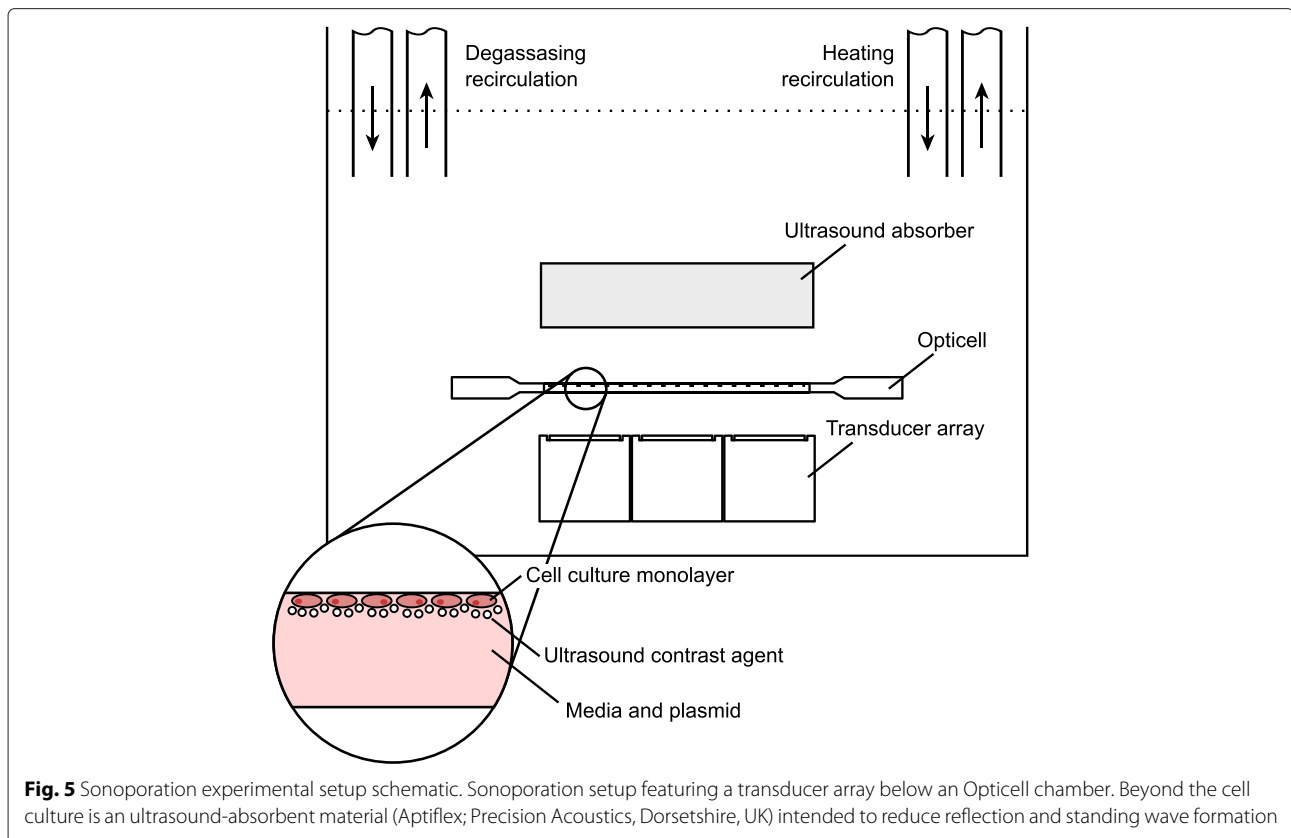 Degassasing
recirculation
Heating
recirculation
Ultrasound absorber
Opticell
Transducer array
Cell culture monolayer
Ultrasound contrast agent
Media and plasmid
Fig. 5 Sonoporation experimental setup schematic. Sonoporation setup featuring a transducer array below an Opticell chamber. Beyond the cell
culture is an ultrasound-absorbent material (Aptiflex; Precision Acoustics, Dorsetshire, UK) intended to reduce reflection and standing wave formation